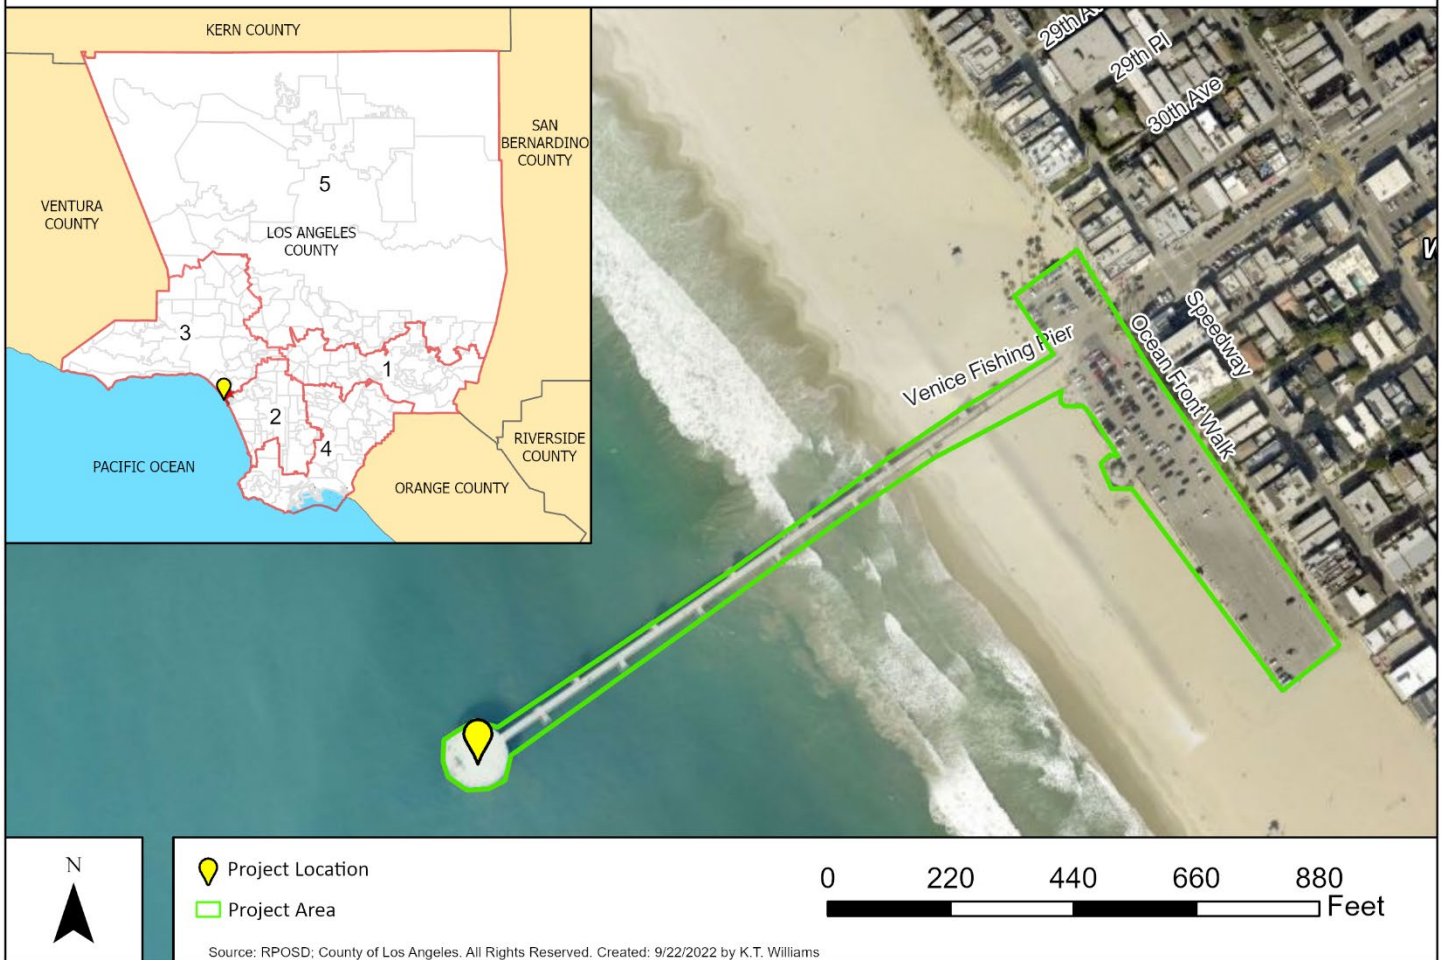 KERN COUNTY
SAN
BERNARDINO
COUNTY
5
VENTURA
COUNTY
LOS ANGELES
COUNTY
3
1
2
4
RIVERSIDE
COUNTY
PACIFIC OCEAN
ORANGE COUNTY
29th Av
29th Pl
30th Ave
Speedway
Ocean Front Walk
Venice Fishing Pier
N
Project Location
Project Area
0 220 440 660 880
Feet
Source: RPOSD; County of Los Angeles. All Rights Reserved. Created: 9/22/2022 by K.T. Williams